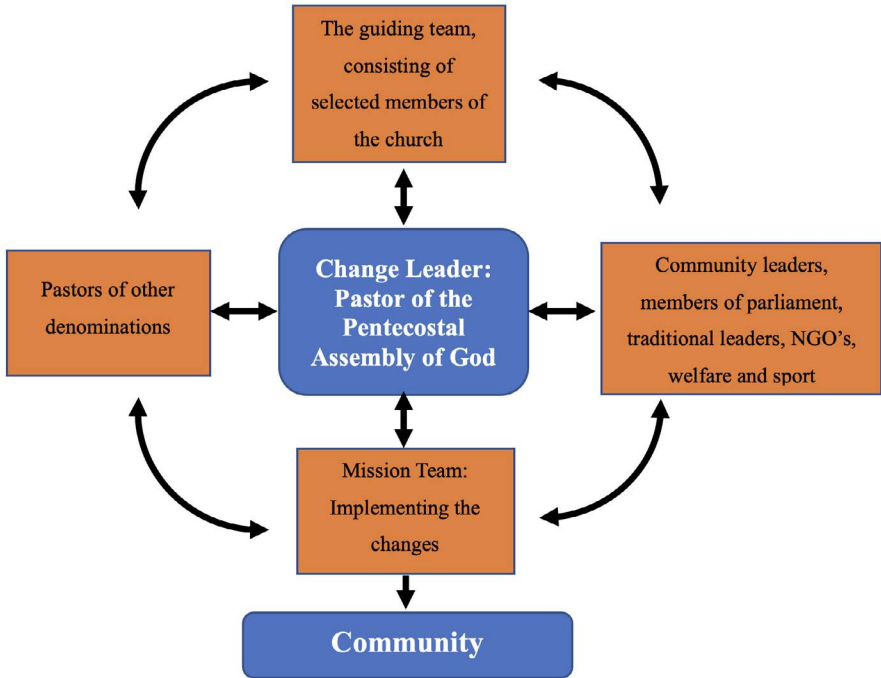 The guiding team,
consisting of
selected members of
the church
Pastors of other
denominations
Change Leader:
Pastor of the
Pentecostal
Assembly of God
Community leaders,
members of parliament,
traditional leaders, NGO’s,
welfare and sport
Mission Team:
Implementing the
changes
Community